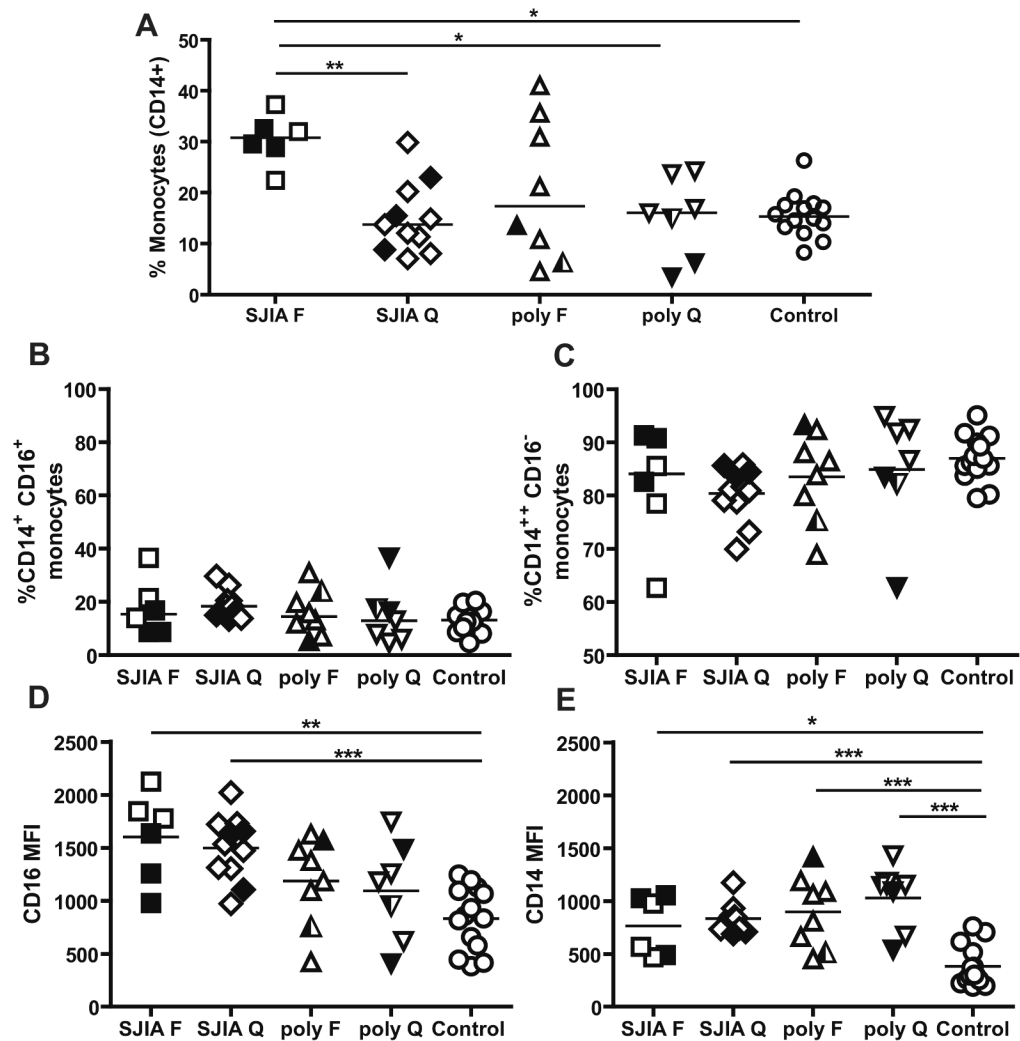 A
*
*
**
% Monocytes (CD14+)
50
40
30
20
10
0
SJIA F SJIA Q poly F poly Q Control
B
%CD14+ CD16+
monocytes
100
80
60
40
20
0
SJIA F SJIA Q poly F poly Q Control
C
%CD14++ CD16-
monocytes
100
90
80
70
60
50
SJIA F SJIA Q poly F poly Q Control
D
**
***
CD16 MFI
2500
2000
1500
1000
500
0
SJIA F SJIA Q poly F poly Q Control
E
*
***
***
***
CD14 MFI
2500
2000
1500
1000
500
0
SJIA F SJIA Q poly F poly Q Control